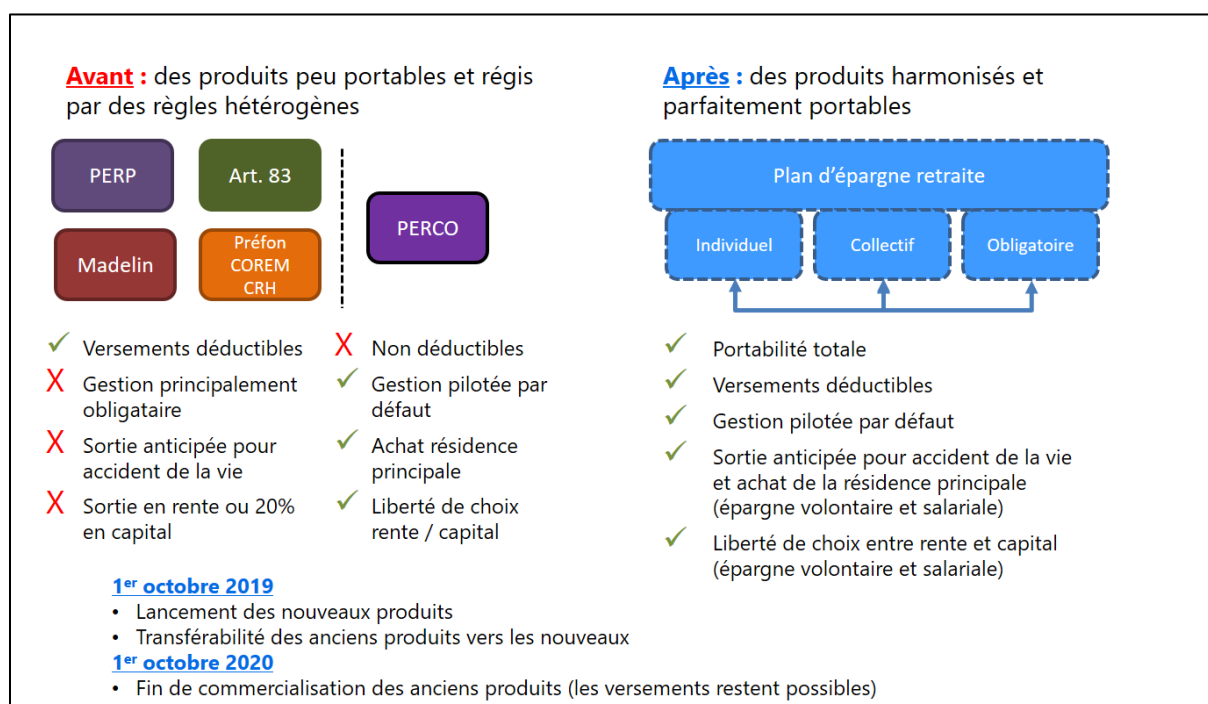 Avant : des produits peu portables et régis
par des règles hétérogènes
PERP
Art. 83
Madelin
Préfon
COREM
CRH
PERCO
✓ Versements déductibles
X Gestion principalement
obligataire
X Sortie anticipée pour
accident de la vie
X Sortie en rente ou 20%
en capital
X Non déductibles
✓ Gestion pilotée par
défaut
✓ Achat résidence
principale
✓ Liberté de choix
rente / capital
Après : des produits harmonisés et
parfaitement portables
Plan d’épargne retraite
Individuel
Collectif
Obligatoire
✓ Portabilité totale
✓ Versements déductibles
✓ Gestion pilotée par défaut
✓ Sortie anticipée pour accident de la vie
et achat de la résidence principale
(épargne volontaire et salariale)
✓ Liberté de choix entre rente et capital
(épargne volontaire et salariale)
1er octobre 2019
• Lancement des nouveaux produits
• Transférabilité des anciens produits vers les nouveaux
1er octobre 2020
• Fin de commercialisation des anciens produits (les versements restent possibles)